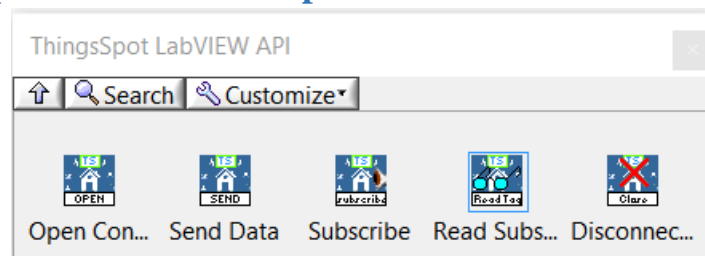 ThingsSpot LabVIEW API
Search Customize
TS TS TS TS TS
OPEN SEND subscribe Read Tag Close
Open Con... Send Data Subscribe Read Subs... Disconnec...